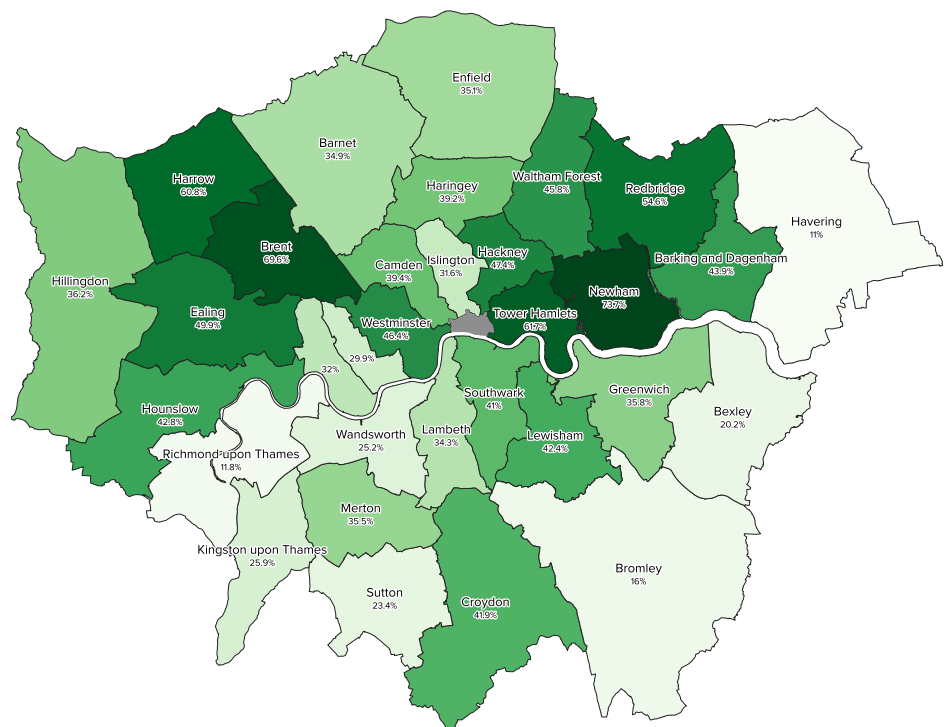 Enfield
35.1%
Barnet
34.9%
Harrow
60.8%
Haringey
39.2%
Waltham Forest
45.8%
Redbridge
54.6%
Havering
11%
Brent
69.6%
Camden
39.4%
Islington
31.6%
Hackney
47.4%
Barking and Dagenham
43.9%
Hillingdon
36.2%
Ealing
49.9%
Westminster
46.4%
Tower Hamlets
61.7%
Newham
73.7%
29.9%
32%
Hounslow
42.8%
Southwark
41%
Greenwich
35.8%
Bexley
20.2%
Wandsworth
25.2%
Lambeth
34.3%
Lewisham
42.4%
Richmond upon Thames
11.8%
Merton
35.5%
Kingston upon Thames
25.9%
Sutton
23.4%
Croydon
41.9%
Bromley
16%